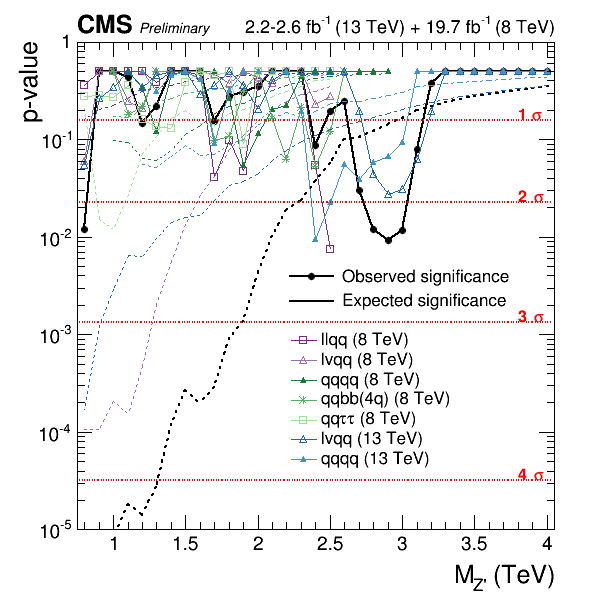 CMS Preliminary 2.2-2.6 fb⁻¹ (13 TeV) + 19.7 fb⁻¹ (8 TeV)
p-value
1
10⁻¹
10⁻²
10⁻³
10⁻⁴
10⁻⁵
1 σ
2 σ
3 σ
4 σ
Observed significance
Expected significance
llqq (8 TeV)
lvqq (8 TeV)
qqqq (8 TeV)
qqbb(4q) (8 TeV)
qqττ (8 TeV)
lvqq (13 TeV)
qqqq (13 TeV)
1 1.5 2 2.5 3 3.5 4
M_Z' (TeV)